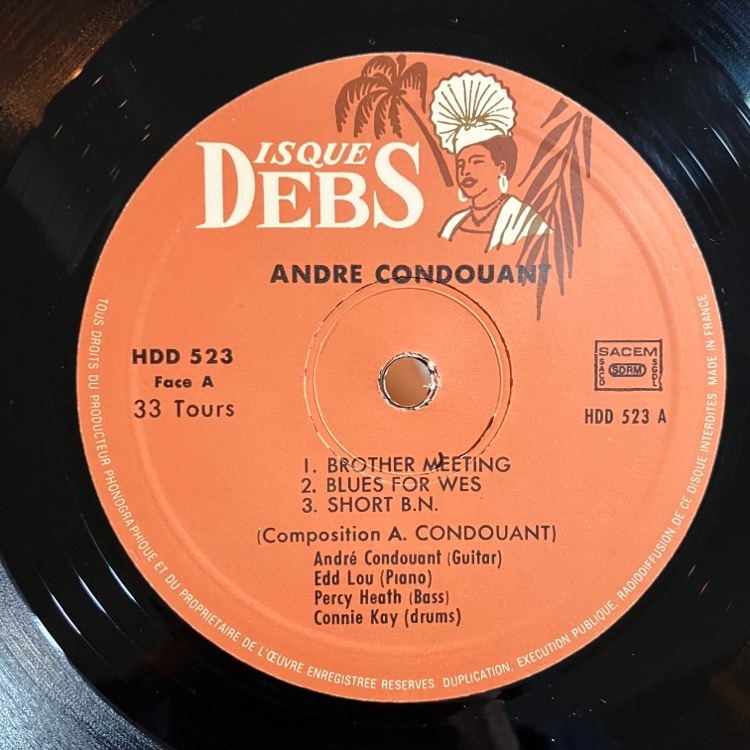 DISQUE
DEBS
ANDRE CONDOUANT
HDD 523
Face A
33 Tours
SACEM
SACD
SDRM
SGDL
HDD 523 A
1. BROTHER MEETING
2. BLUES FOR WES
3. SHORT B.N.
(Composition A. CONDOUANT)
André Condouant (Guitar)
Edd Lou (Piano)
Percy Heath (Bass)
Connie Kay (drums)
TOUS DROITS DU PRODUCTEUR PHONOGRAPHIQUE ET DU PROPRIETAIRE DE L'ŒUVRE ENREGISTREE RESERVES. DUPLICATION, EXECUTION PUBLIQUE, RADIODIFFUSION DE CE DISQUE INTERDITES. MADE IN FRANCE